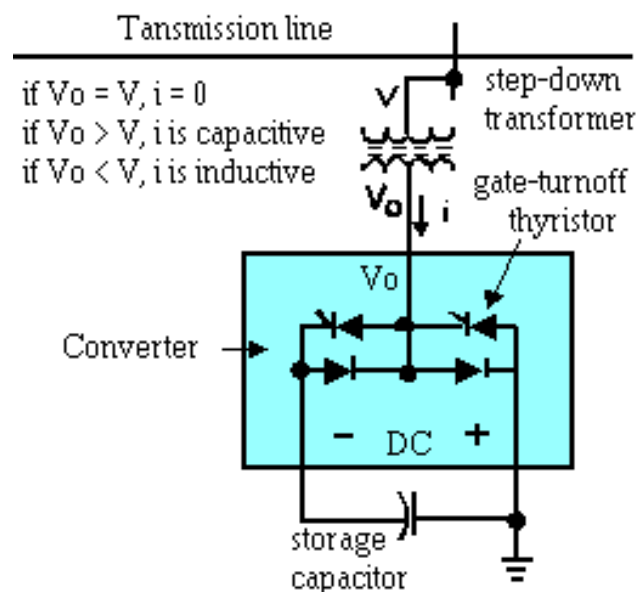 Tansmission line
if Vo = V, i = 0
if Vo > V, i is capacitive
if Vo < V, i is inductive
V
step-down
transformer
Vo
i
gate-turnoff
thyristor
Vo
Converter
- DC +
storage
capacitor